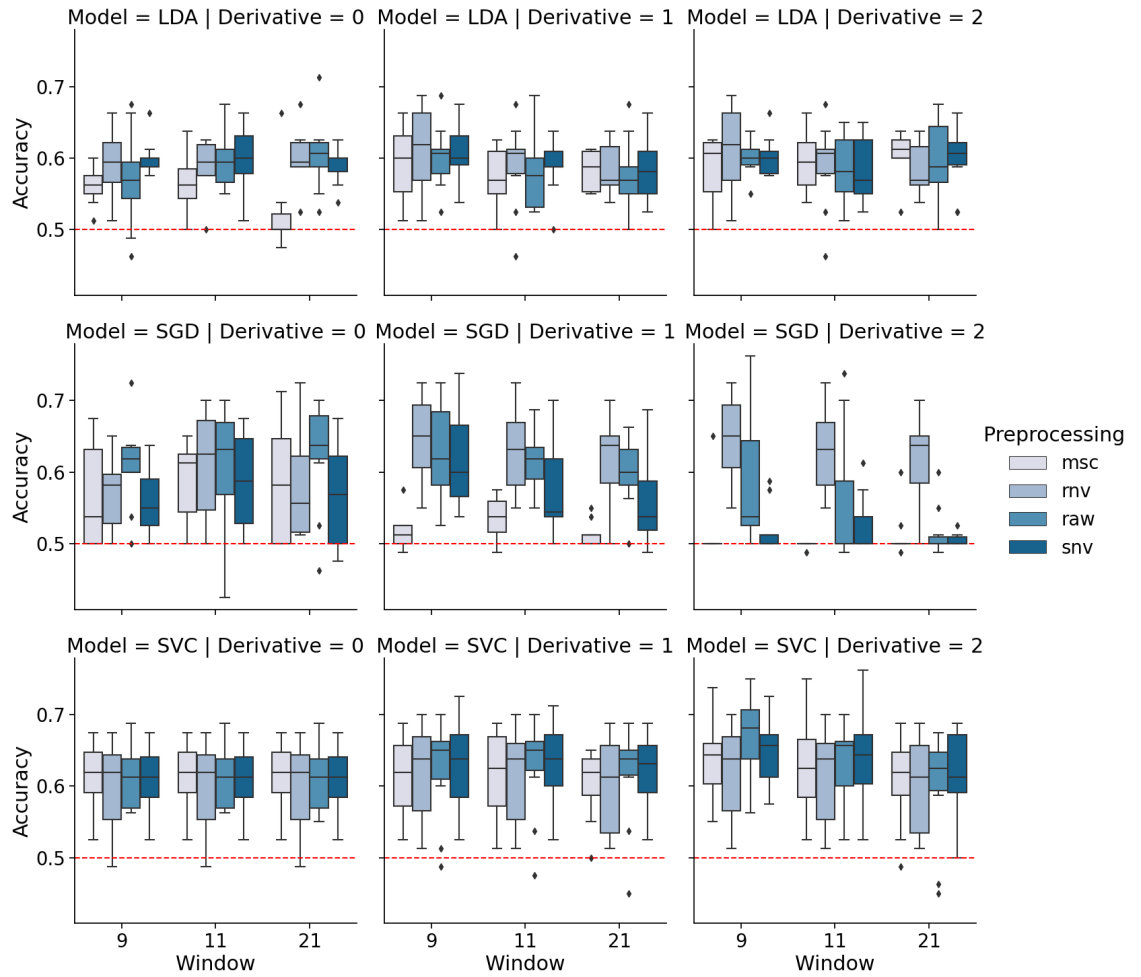 Model = LDA | Derivative = 0
Model = LDA | Derivative = 1
Model = LDA | Derivative = 2
Accuracy
0.7
0.6
0.5
Model = SGD | Derivative = 0
Model = SGD | Derivative = 1
Model = SGD | Derivative = 2
Accuracy
0.7
0.6
0.5
Preprocessing
msc
rnv
raw
snv
Model = SVC | Derivative = 0
Model = SVC | Derivative = 1
Model = SVC | Derivative = 2
Accuracy
0.7
0.6
0.5
9 11 21
9 11 21
9 11 21
Window
Window
Window